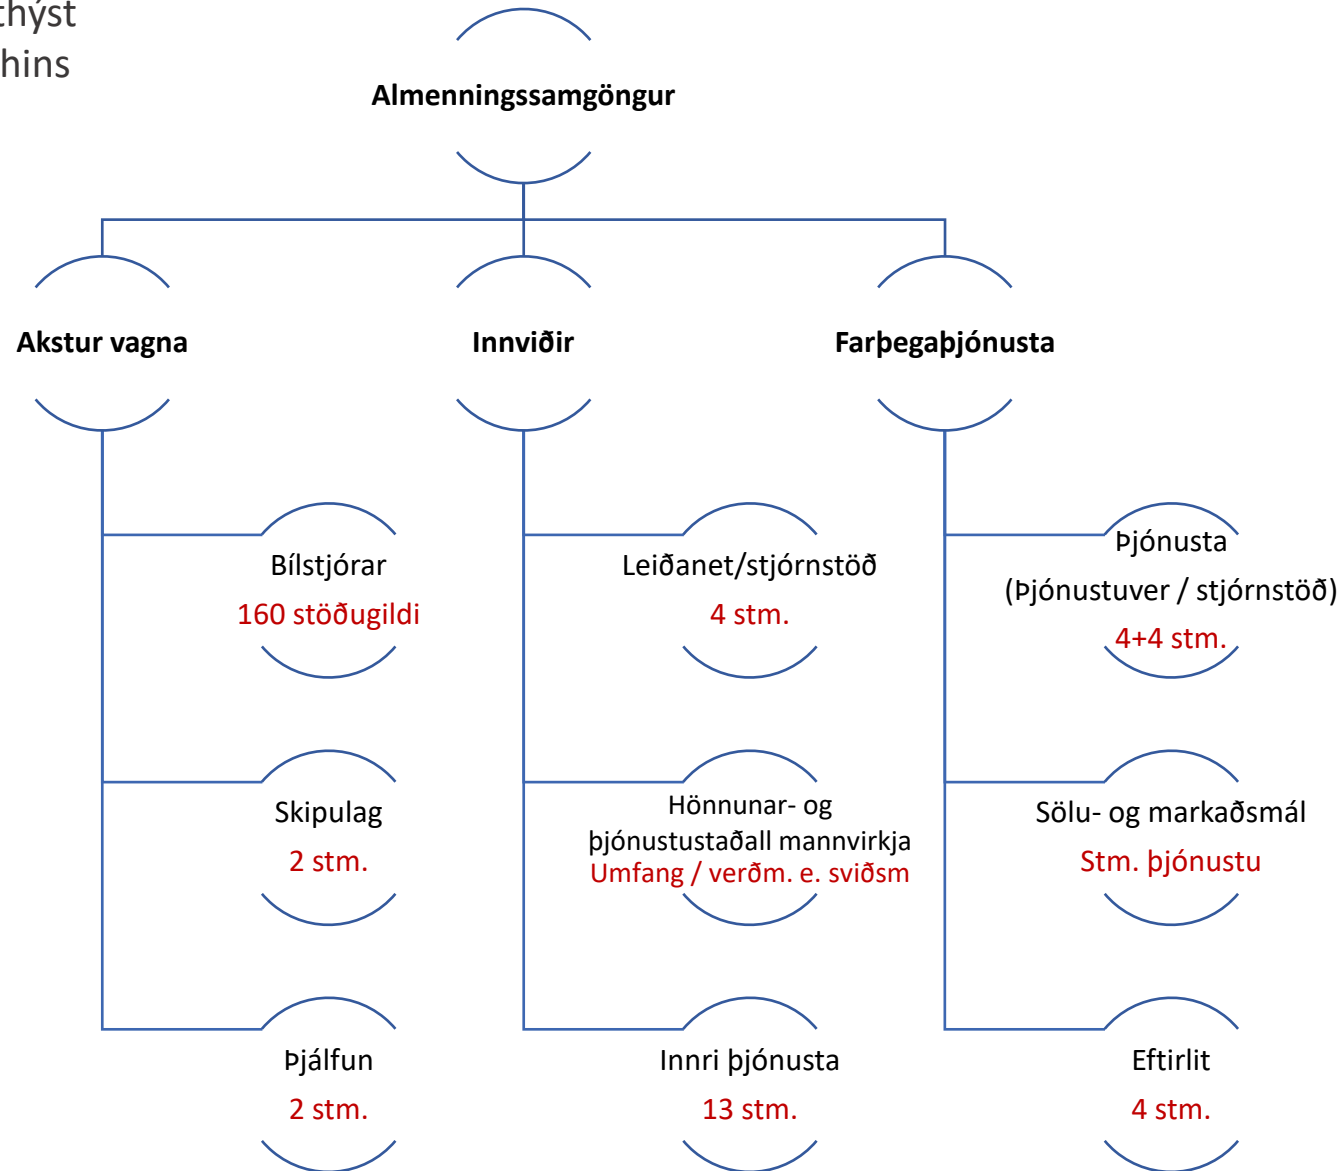 hins
Almenningssamgöngur
Akstur vagna
Innviðir
Farþegaþjónusta
Bílstjórar
160 stöðugildi
Leiðanet/stjórnstöð
4 stm.
Þjónusta
(Þjónustuver / stjórnstöð)
4+4 stm.
Skipulag
2 stm.
Hönnunar- og
þjónustustaðall mannvirkja
Umfang / verðm. e. sviðsm
Sölu- og markaðsmál
Stm. þjónustu
Þjálfun
2 stm.
Innri þjónusta
13 stm.
Eftirlit
4 stm.